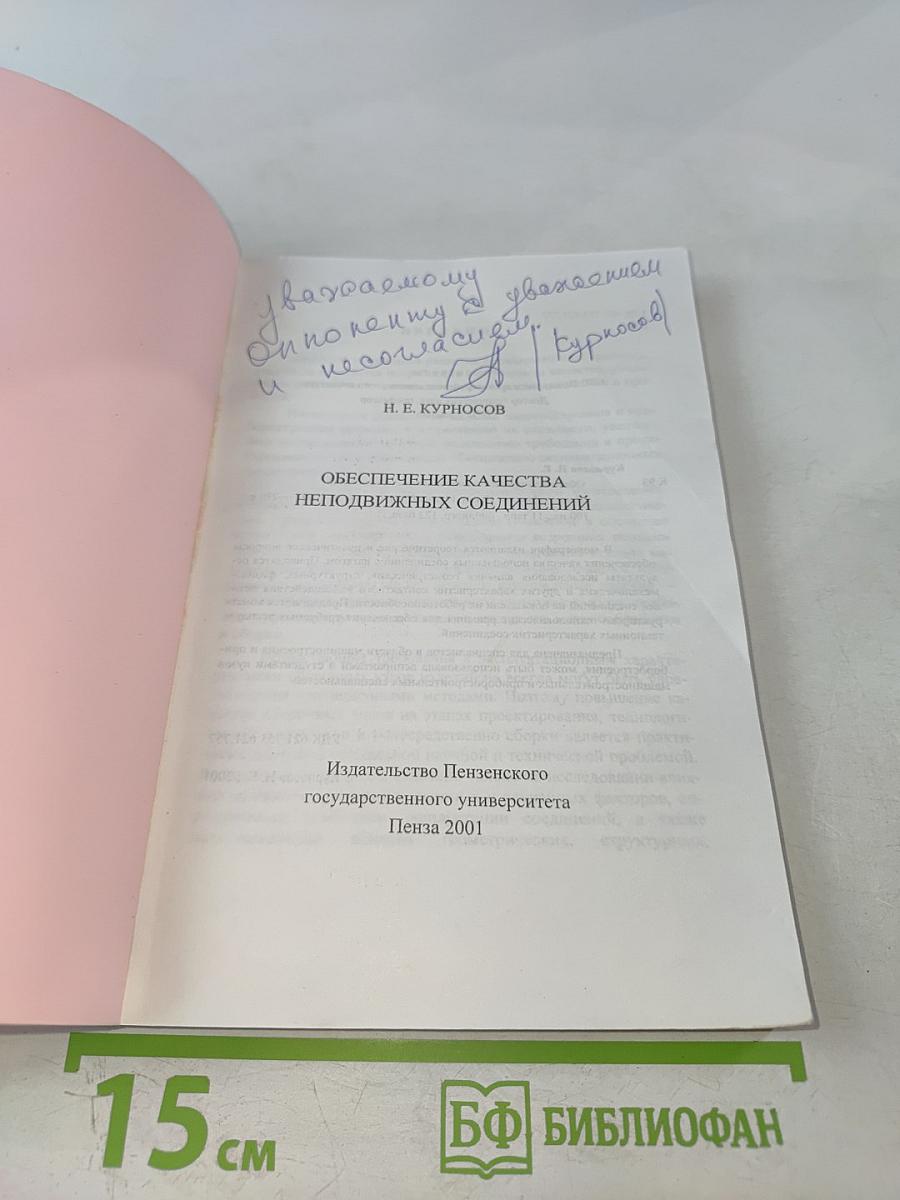 уважаемому
оппоненту с уважением
и несогласием.
/Курносов/
Н. Е. КУРНОСОВ
ОБЕСПЕЧЕНИЕ КАЧЕСТВА
НЕПОДВИЖНЫХ СОЕДИНЕНИЙ
Издательство Пензенского
государственного университета
Пенза 2001
15 см
БФ БИБЛИОФАН